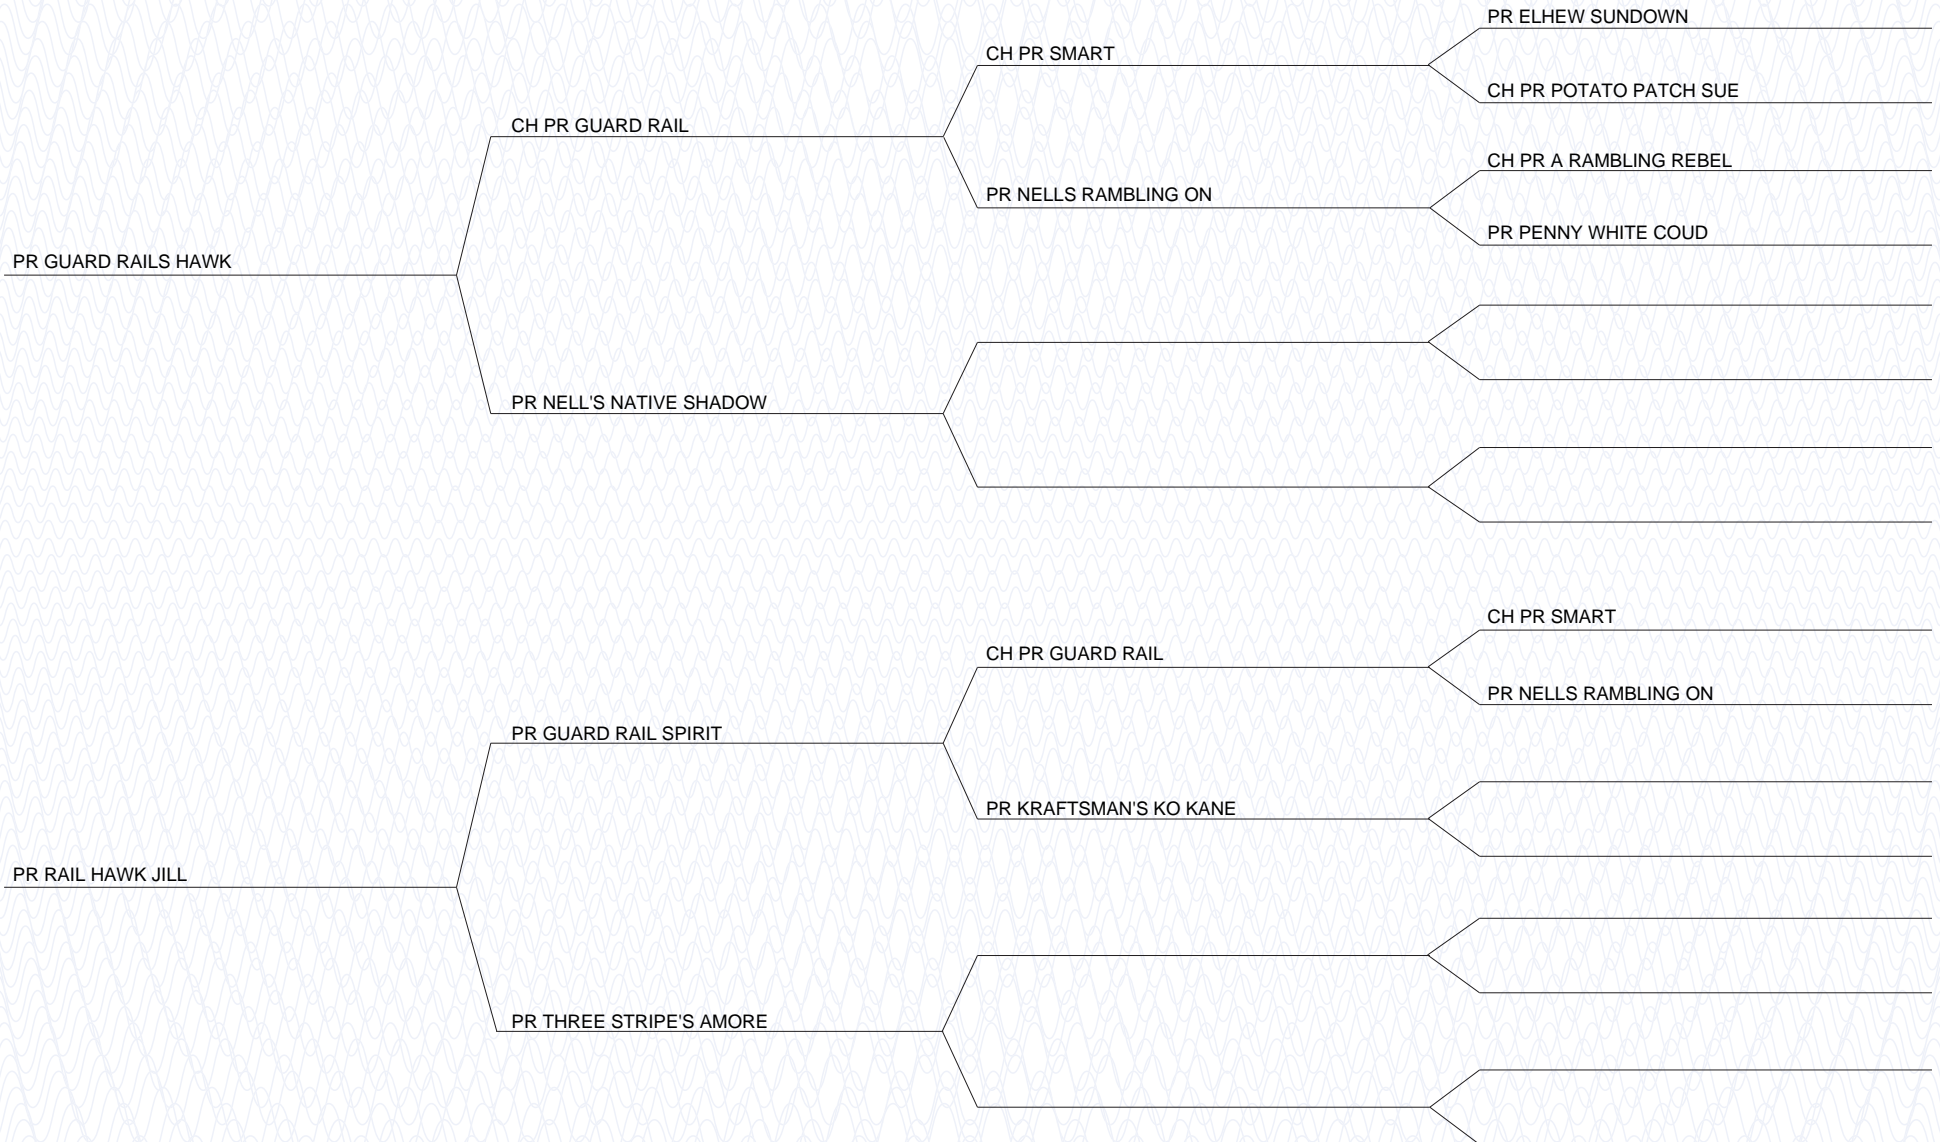 PR ELHEW SUNDOWN
CH PR SMART
CH PR POTATO PATCH SUE
CH PR GUARD RAIL
CH PR A RAMBLING REBEL
PR NELLS RAMBLING ON
PR PENNY WHITE COUD
PR GUARD RAILS HAWK
PR NELL'S NATIVE SHADOW
CH PR SMART
CH PR GUARD RAIL
PR NELLS RAMBLING ON
PR GUARD RAIL SPIRIT
PR KRAFTSMAN'S KO KANE
PR RAIL HAWK JILL
PR THREE STRIPE'S AMORE